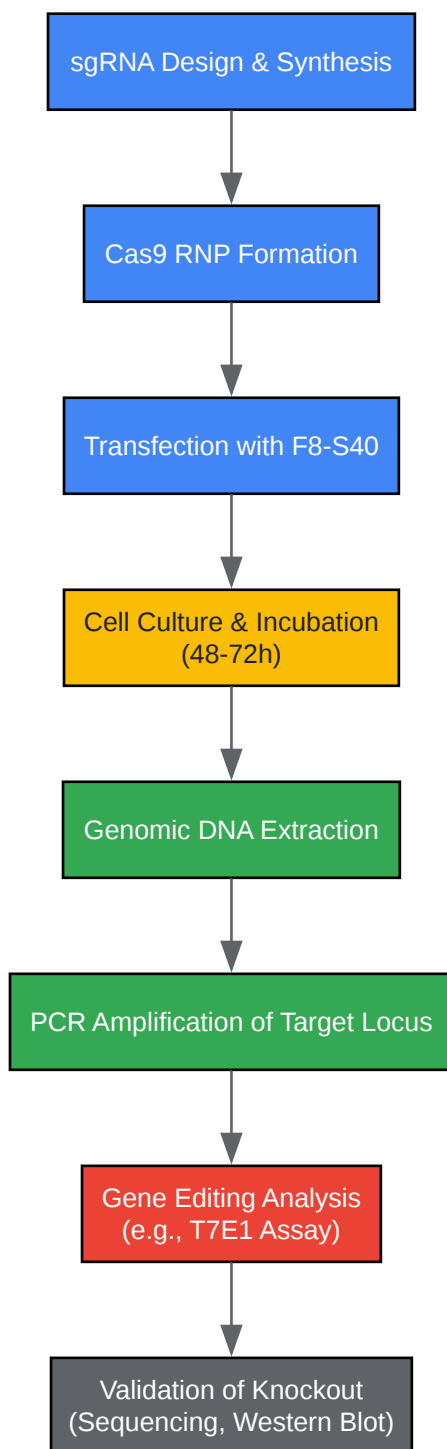 sgRNA Design & Synthesis
Cas9 RNP Formation
Transfection with F8-S40
Cell Culture & Incubation
(48-72h)
Genomic DNA Extraction
PCR Amplification of Target Locus
Gene Editing Analysis
(e.g., T7E1 Assay)
Validation of Knockout
(Sequencing, Western Blot)